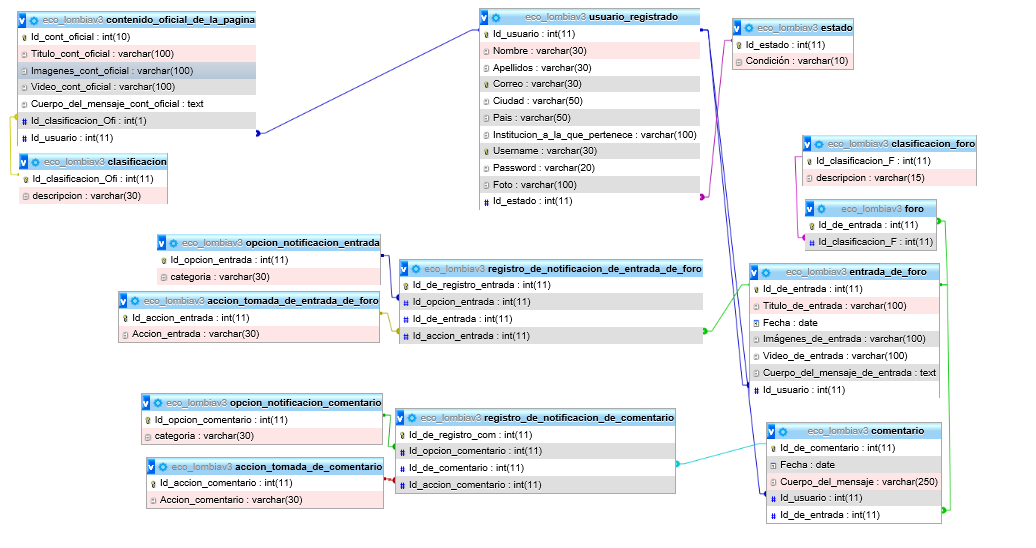 eco_lombiav3 contenido_oficial_de_la_pagina
Id_cont_oficial : int(10)
Titulo_cont_oficial : varchar(100)
Imagenes_cont_oficial : varchar(100)
Video_cont_oficial : varchar(100)
Cuerpo_del_mensaje_cont_oficial : text
# Id_clasificacion_Ofi : int(1)
# Id_usuario : int(11)
eco_lombiav3 clasificacion
Id_clasificacion_Ofi : int(11)
descripcion : varchar(30)
eco_lombiav3 usuario_registrado
Id_usuario : int(11)
Nombre : varchar(30)
Apellidos : varchar(30)
Correo : varchar(30)
Ciudad : varchar(50)
Pais : varchar(50)
Institucion_a_la_que_pertenece : varchar(100)
Username : varchar(30)
Password : varchar(20)
Foto : varchar(100)
# Id_estado : int(11)
eco_lombiav3 estado
Id_estado : int(11)
Condición : varchar(10)
eco_lombiav3 clasificacion_foro
Id_clasificacion_F : int(11)
descripcion : varchar(15)
eco_lombiav3 foro
Id_de_entrada : int(11)
# Id_clasificacion_F : int(11)
eco_lombiav3 opcion_notificacion_entrada
Id_opcion_entrada : int(11)
categoria : varchar(30)
eco_lombiav3 accion_tomada_de_entrada_de_foro
Id_accion_entrada : int(11)
Accion_entrada : varchar(30)
eco_lombiav3 registro_de_notificacion_de_entrada_de_foro
Id_de_registro_entrada : int(11)
# Id_opcion_entrada : int(11)
# Id_de_entrada : int(11)
# Id_accion_entrada : int(11)
eco_lombiav3 entrada_de_foro
Id_de_entrada : int(11)
Titulo_de_entrada : varchar(100)
Fecha : date
Imágenes_de_entrada : varchar(100)
Video_de_entrada : varchar(100)
Cuerpo_del_mensaje_de_entrada : text
# Id_usuario : int(11)
eco_lombiav3 opcion_notificacion_comentario
Id_opcion_comentario : int(11)
categoria : varchar(30)
eco_lombiav3 accion_tomada_de_comentario
Id_accion_comentario : int(11)
Accion_comentario : varchar(30)
eco_lombiav3 registro_de_notificacion_de_comentario
Id_de_registro_com : int(11)
# Id_opcion_comentario : int(11)
# Id_de_comentario : int(11)
# Id_accion_comentario : int(11)
eco_lombiav3 comentario
Id_de_comentario : int(11)
Fecha : date
Cuerpo_del_mensaje : varchar(250)
# Id_usuario : int(11)
# Id_de_entrada : int(11)